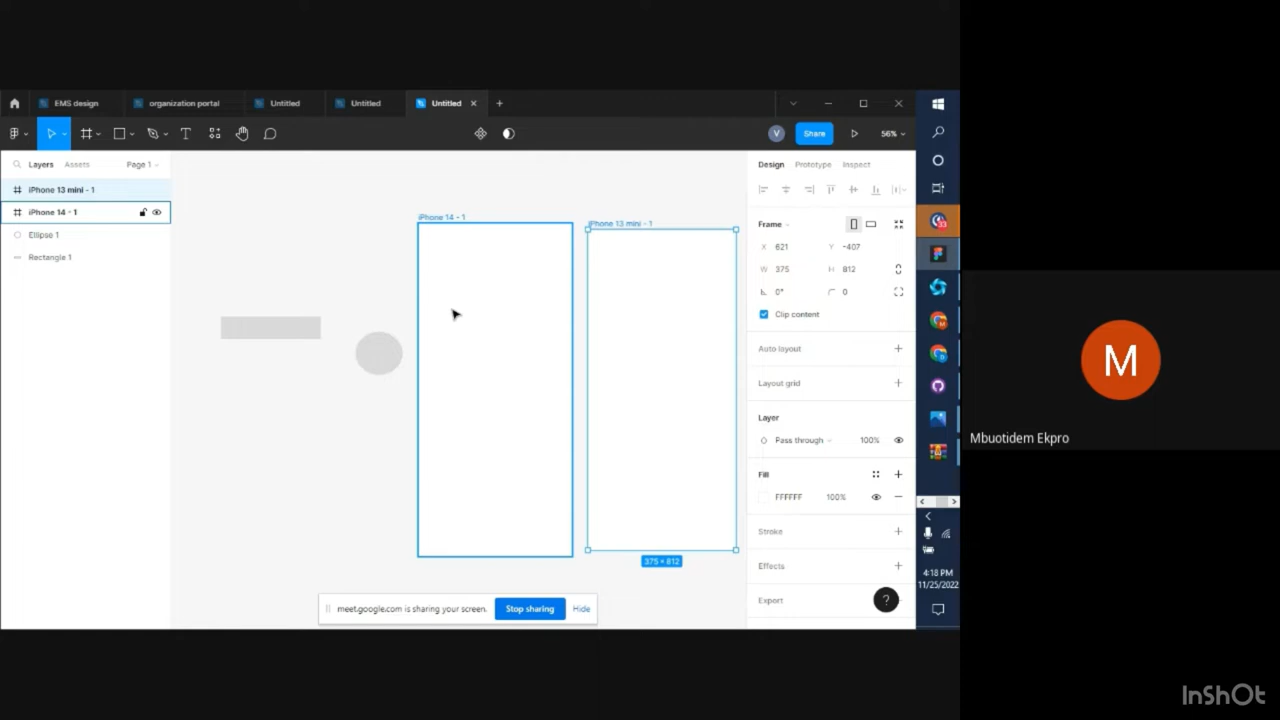 EMS design
organization portal
Untitled
Untitled
Untitled
Share
56%
Layers
Assets
Page 1
iPhone 13 mini - 1
iPhone 14 - 1
Ellipse 1
Rectangle 1
iPhone 14 - 1
iPhone 13 mini - 1
375 × 812
Design
Prototype
Inspect
Frame
X 621
Y -407
W 375
H 812
0°
0
Clip content
Auto layout
Layout grid
Layer
Pass through
100%
Fill
FFFFFF
100%
Stroke
Effects
Export
?
V
T
meet.google.com is sharing your screen.
Stop sharing
Hide
4:18 PM
11/25/2022
M
Mbuotidem Ekpro
InShOt